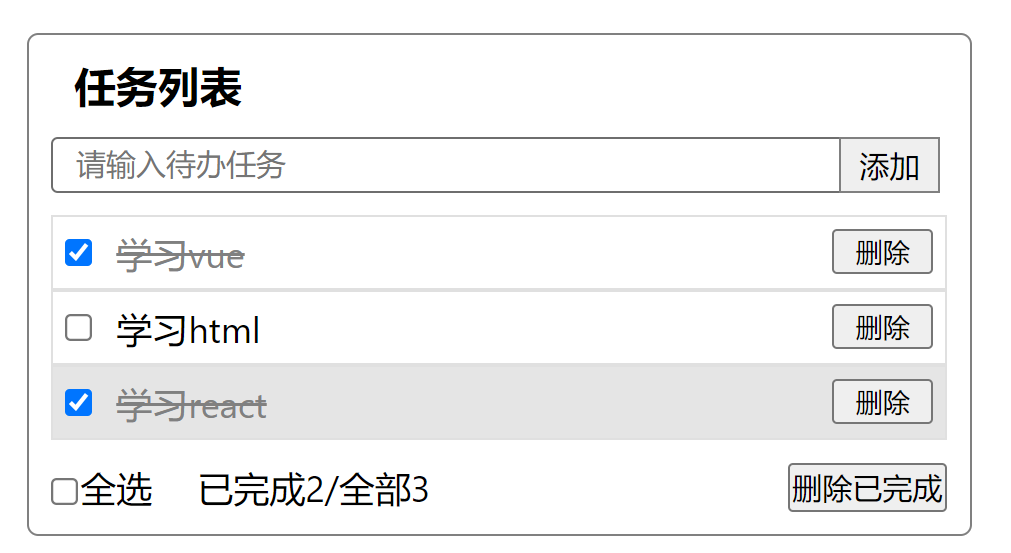 任务列表
请输入待办任务 添加
学习vue 删除
学习html 删除
学习react 删除
全选 已完成2/全部3 删除已完成